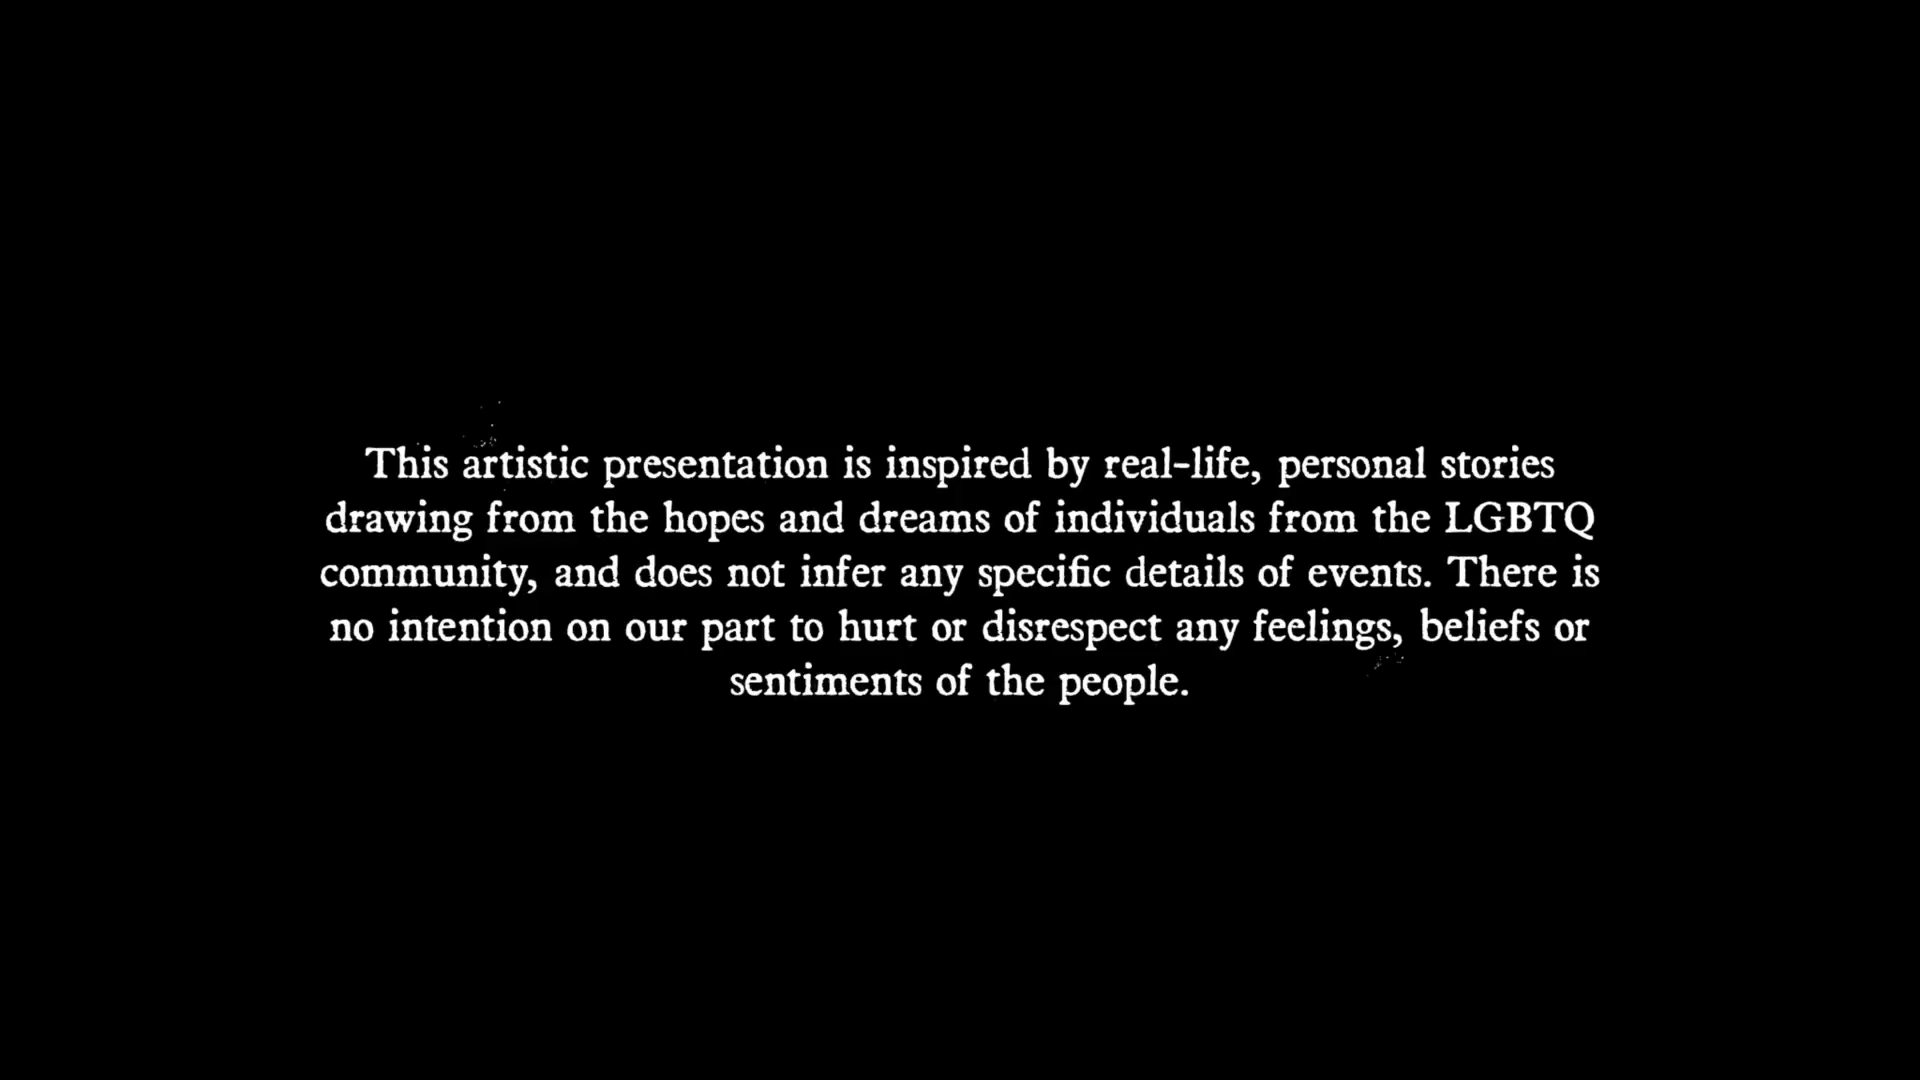 This artistic presentation is inspired by real-life, personal stories
drawing from the hopes and dreams of individuals from the LGBTQ
community, and does not infer any specific details of events. There is
no intention on our part to hurt or disrespect any feelings, beliefs or
sentiments of the people.